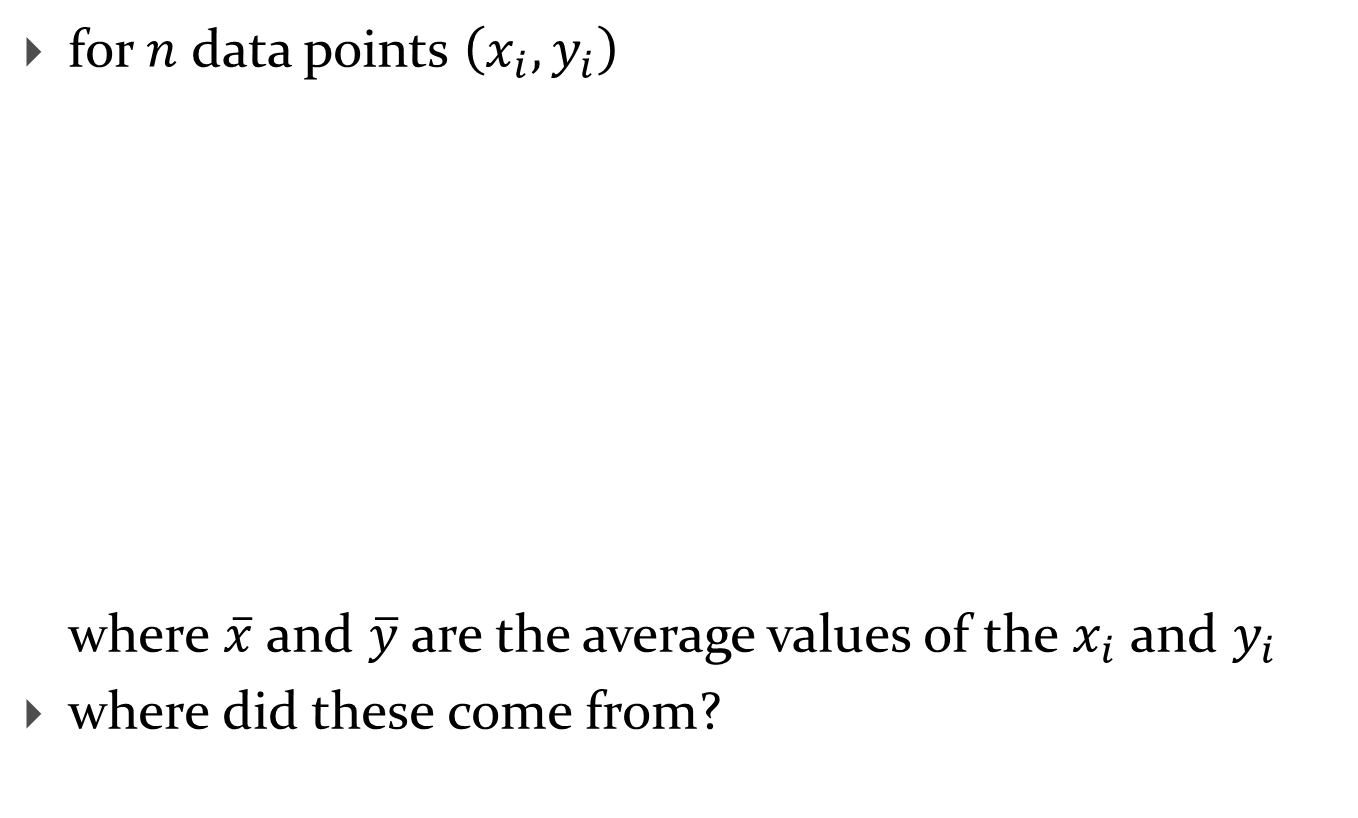 for n data points (xᵢ, yᵢ)
where x̄ and ȳ are the average values of the xᵢ and yᵢ
where did these come from?